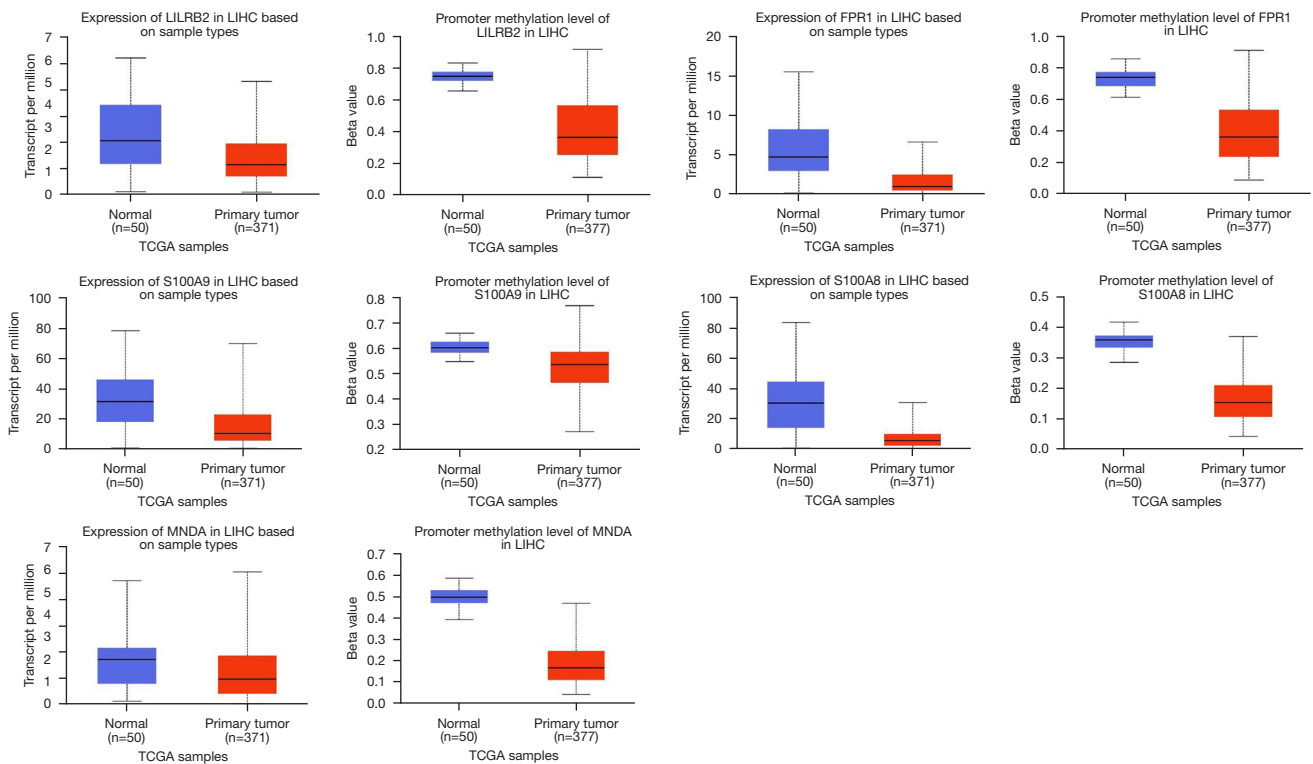 Expression of LILRB2 in LIHC based
on sample types
Transcript per million
7
6
5
4
3
2
1
0
Normal
(n=50)
Primary tumor
(n=371)
TCGA samples
Promoter methylation level of
LILRB2 in LIHC
Beta value
1.0
0.8
0.6
0.4
0.2
0.0
Normal
(n=50)
Primary tumor
(n=377)
TCGA samples
Expression of FPR1 in LIHC based
on sample types
Transcript per million
20
15
10
5
0
Normal
(n=50)
Primary tumor
(n=371)
TCGA samples
Promoter methylation level of FPR1
in LIHC
Beta value
1.0
0.8
0.6
0.4
0.2
0.0
Normal
(n=50)
Primary tumor
(n=377)
TCGA samples
Expression of S100A9 in LIHC based
on sample types
Transcript per million
100
80
60
40
20
0
Normal
(n=50)
Primary tumor
(n=371)
TCGA samples
Promoter methylation level of
S100A9 in LIHC
Beta value
0.8
0.7
0.6
0.5
0.4
0.3
0.2
Normal
(n=50)
Primary tumor
(n=377)
TCGA samples
Expression of S100A8 in LIHC based
on sample types
Transcript per million
100
80
60
40
20
0
Normal
(n=50)
Primary tumor
(n=371)
TCGA samples
Promoter methylation level of
S100A8 in LIHC
Beta value
0.5
0.4
0.3
0.2
0.1
0.0
Normal
(n=50)
Primary tumor
(n=377)
TCGA samples
Expression of MNDA in LIHC based
on sample types
Transcript per million
7
6
5
4
3
2
1
0
Normal
(n=50)
Primary tumor
(n=371)
TCGA samples
Promoter methylation level of MNDA
in LIHC
Beta value
0.7
0.6
0.5
0.4
0.3
0.2
0.1
0.0
Normal
(n=50)
Primary tumor
(n=377)
TCGA samples